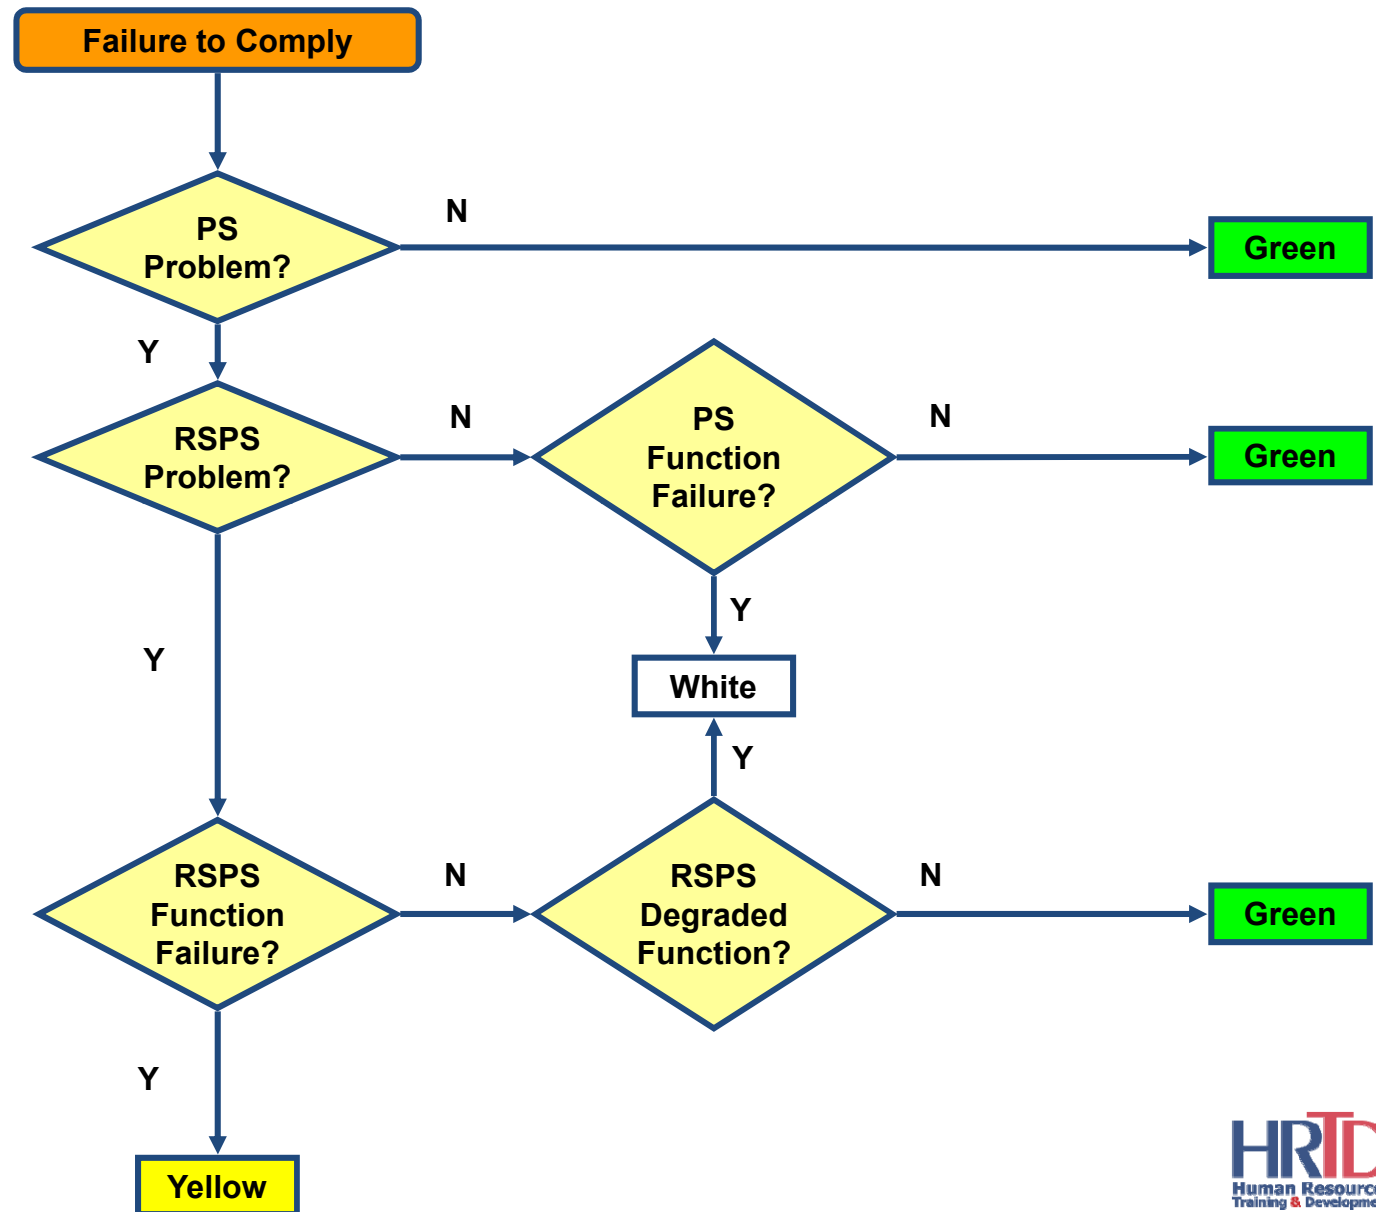 Failure to Comply
PS
Problem?
N
Green
Y
RSPS
Problem?
N
PS
Function
Failure?
N
Green
Y
Y
White
Y
RSPS
Function
Failure?
N
RSPS
Degraded
Function?
N
Green
Y
Yellow
HRTD
Human Resource
Training & Developme